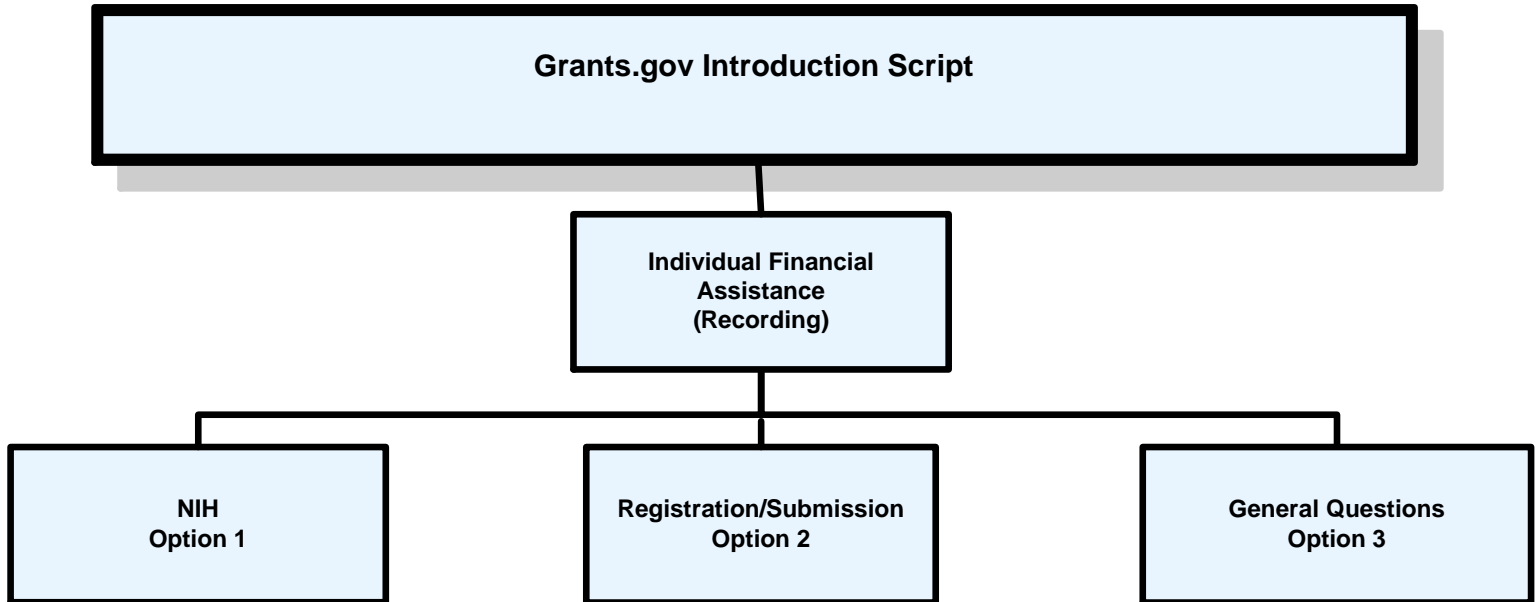 Grants.gov Introduction Script
Individual Financial
Assistance
(Recording)
NIH
Option 1
Registration/Submission
Option 2
General Questions
Option 3